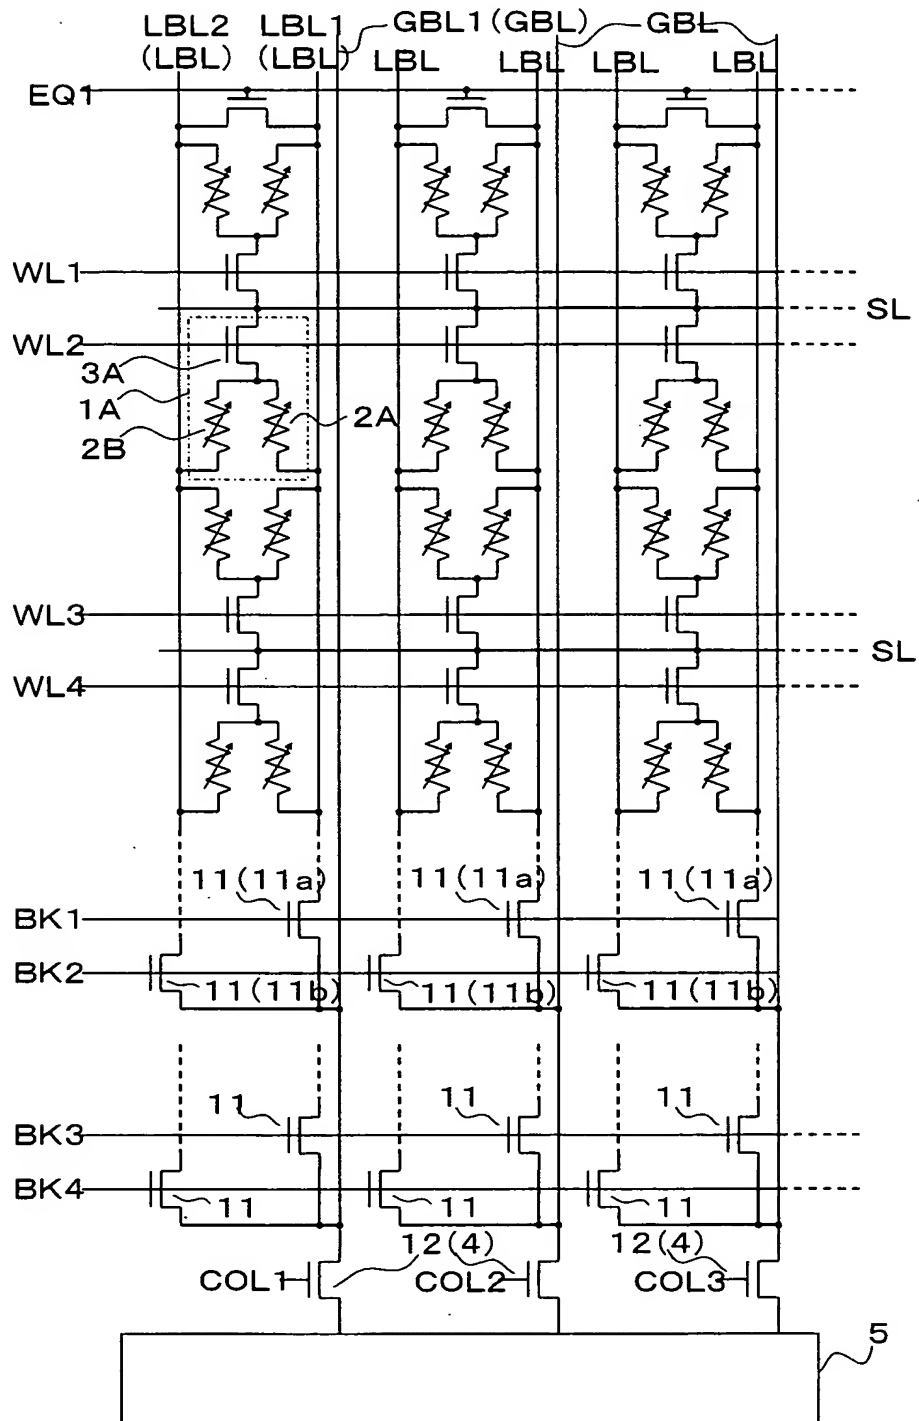 LBL2 LBL1 GBL1 (GBL) GBL
(LBL) (LBL) LBL LBL LBL LBL
EQ1
WL1
SL
WL2
3A
1A
2A
2B
WL3
SL
WL4
11(11a) 11(11a) 11(11a)
BK1
BK2
11(11b) 11(11b) 11(11b)
11 11 11
BK3
BK4
11 11 11
12(4) 12(4)
COL1 COL2 COL3
5